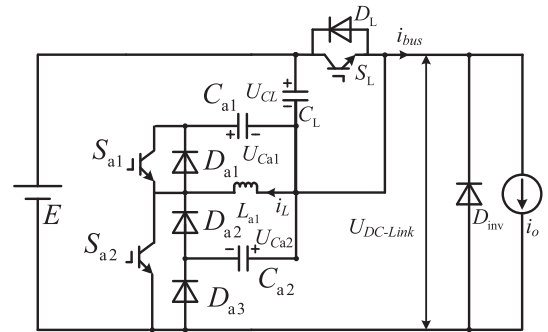 D_L
i_bus
S_L
U_CL
C_L
C_a1
U_Ca1
S_a1
D_a1
L_a1
i_L
E
S_a2
D_a2
U_Ca2
C_a2
D_a3
U_DC-Link
D_inv
i_o
+
−
+ −
− +